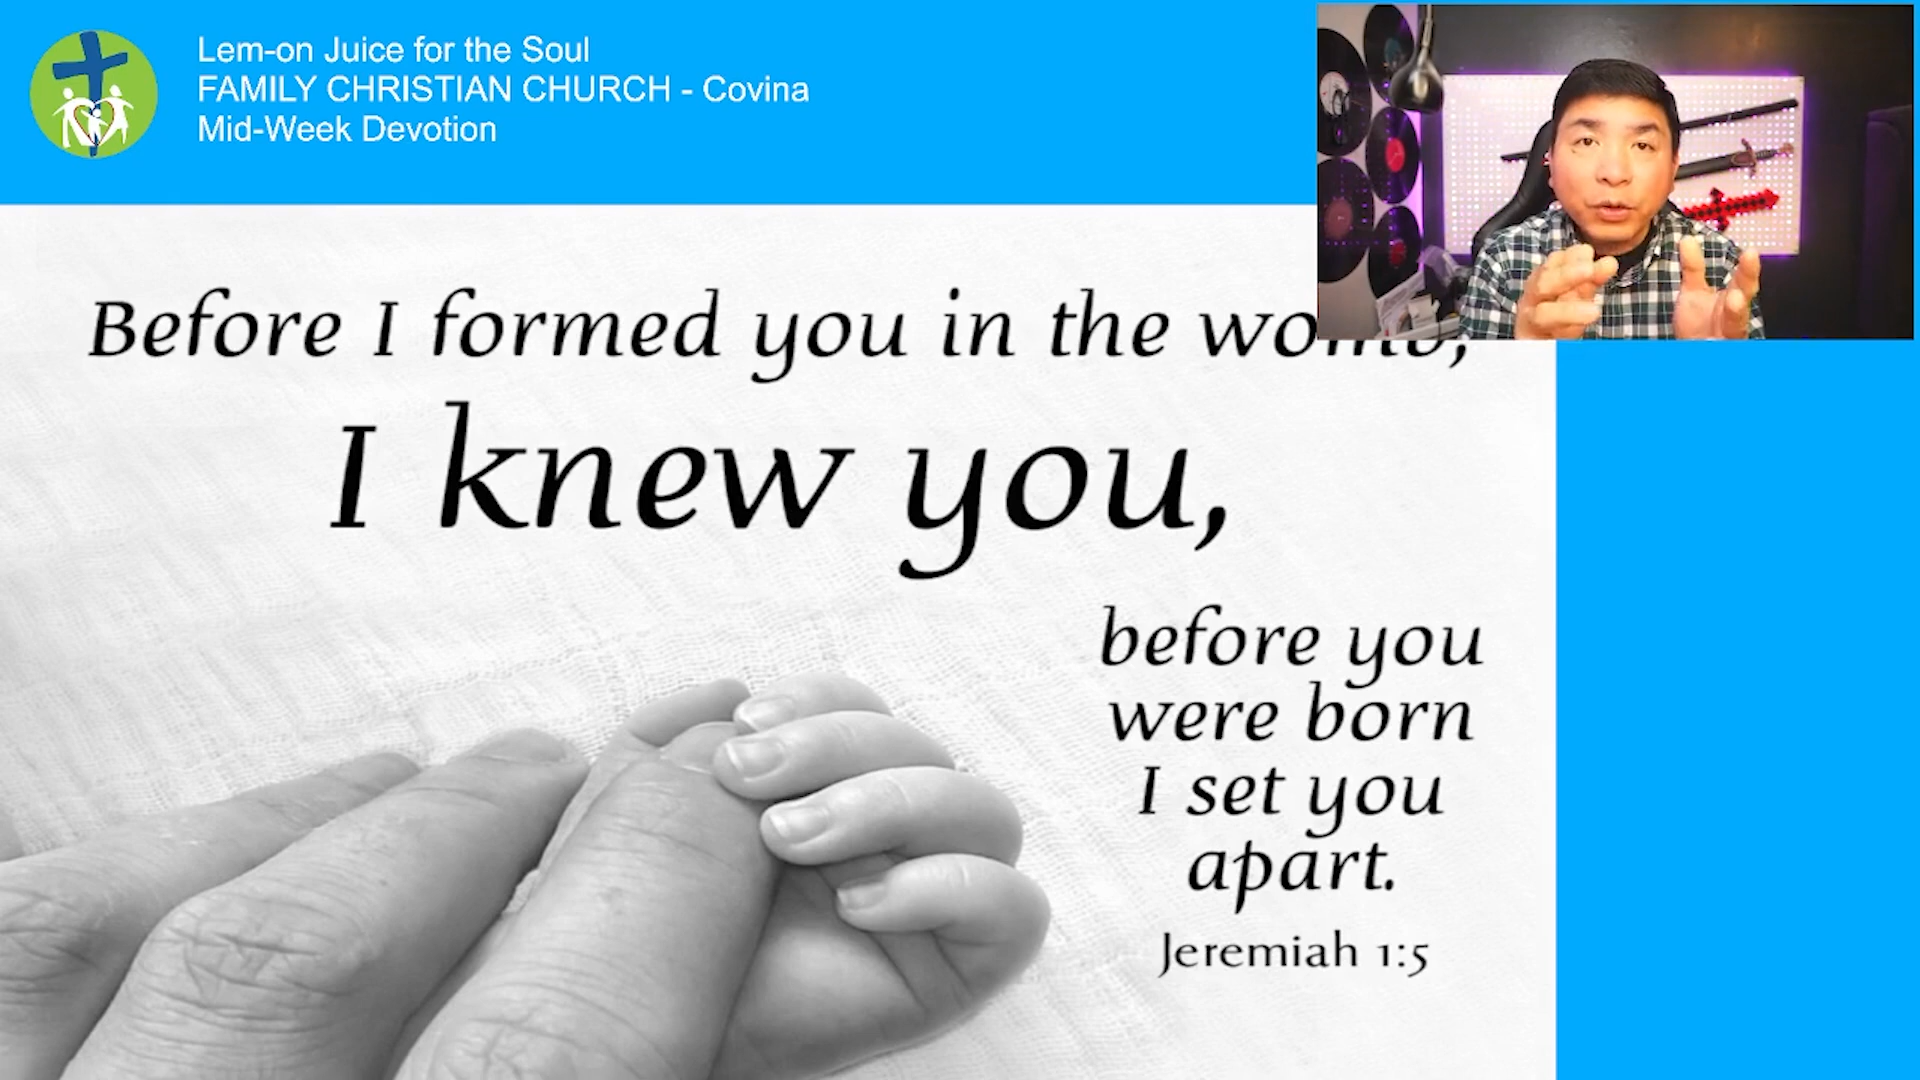 Lem-on Juice for the Soul
FAMILY CHRISTIAN CHURCH - Covina
Mid-Week Devotion
Before I formed you in the womb,
I knew you,
before you
were born
I set you
apart.
Jeremiah 1:5